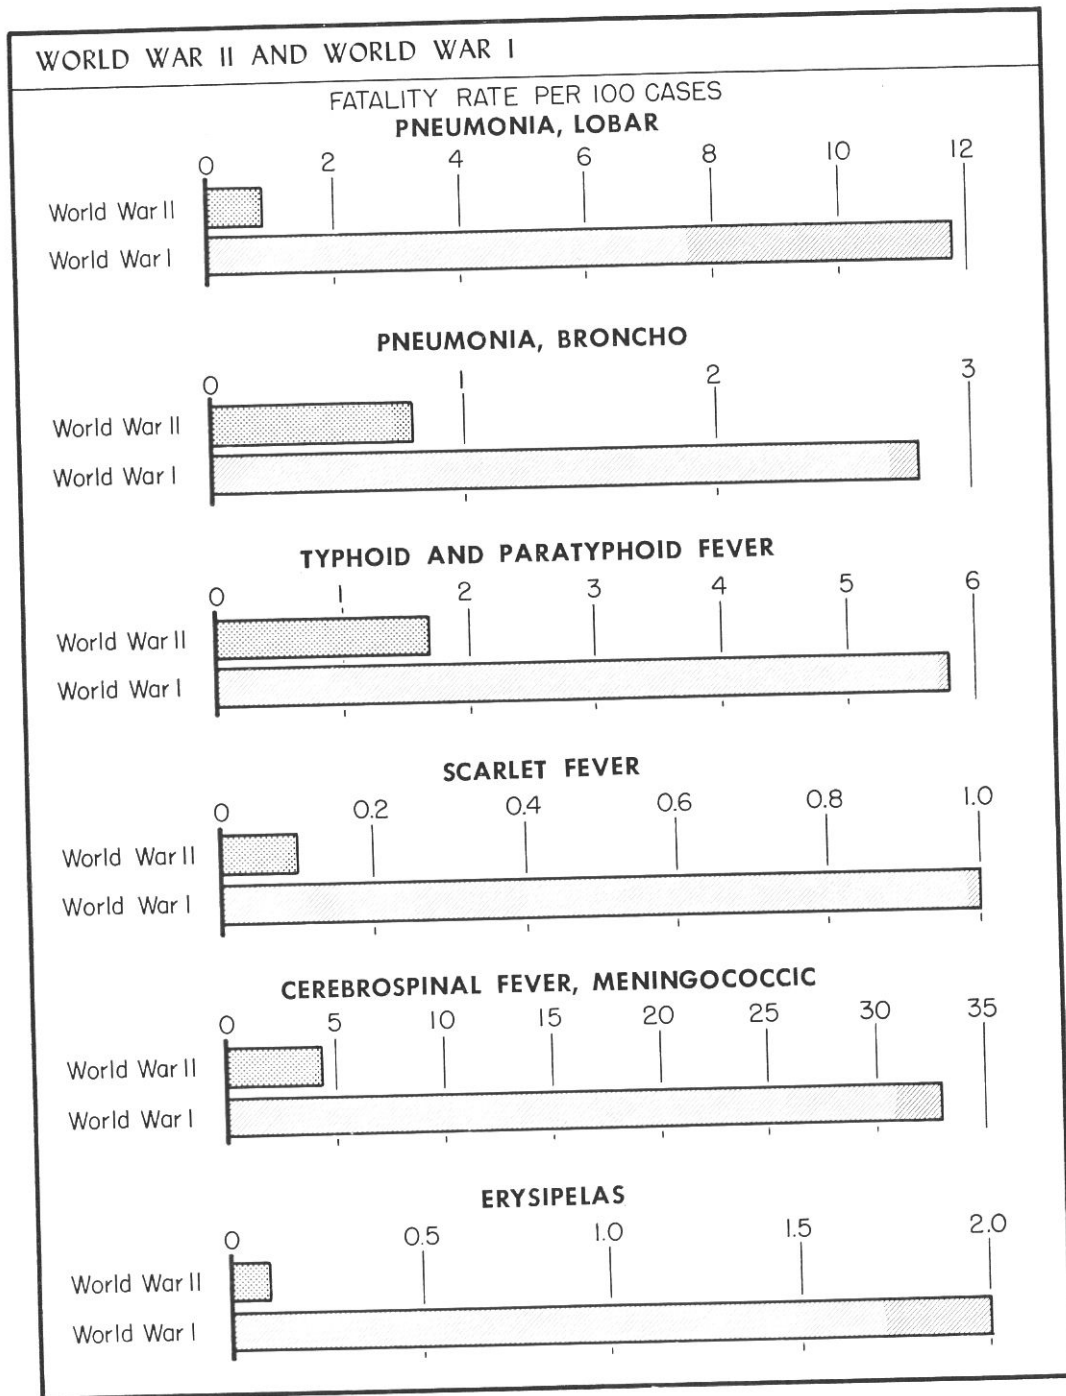 WORLD WAR II AND WORLD WAR I
FATALITY RATE PER 100 CASES
PNEUMONIA, LOBAR
0 2 4 6 8 10 12
World War II
World War I
PNEUMONIA, BRONCHO
0 1 2 3
World War II
World War I
TYPHOID AND PARATYPHOID FEVER
0 1 2 3 4 5 6
World War II
World War I
SCARLET FEVER
0 0.2 0.4 0.6 0.8 1.0
World War II
World War I
CEREBROSPINAL FEVER, MENINGOCOCCIC
0 5 10 15 20 25 30 35
World War II
World War I
ERYSIPELAS
0 0.5 1.0 1.5 2.0
World War II
World War I